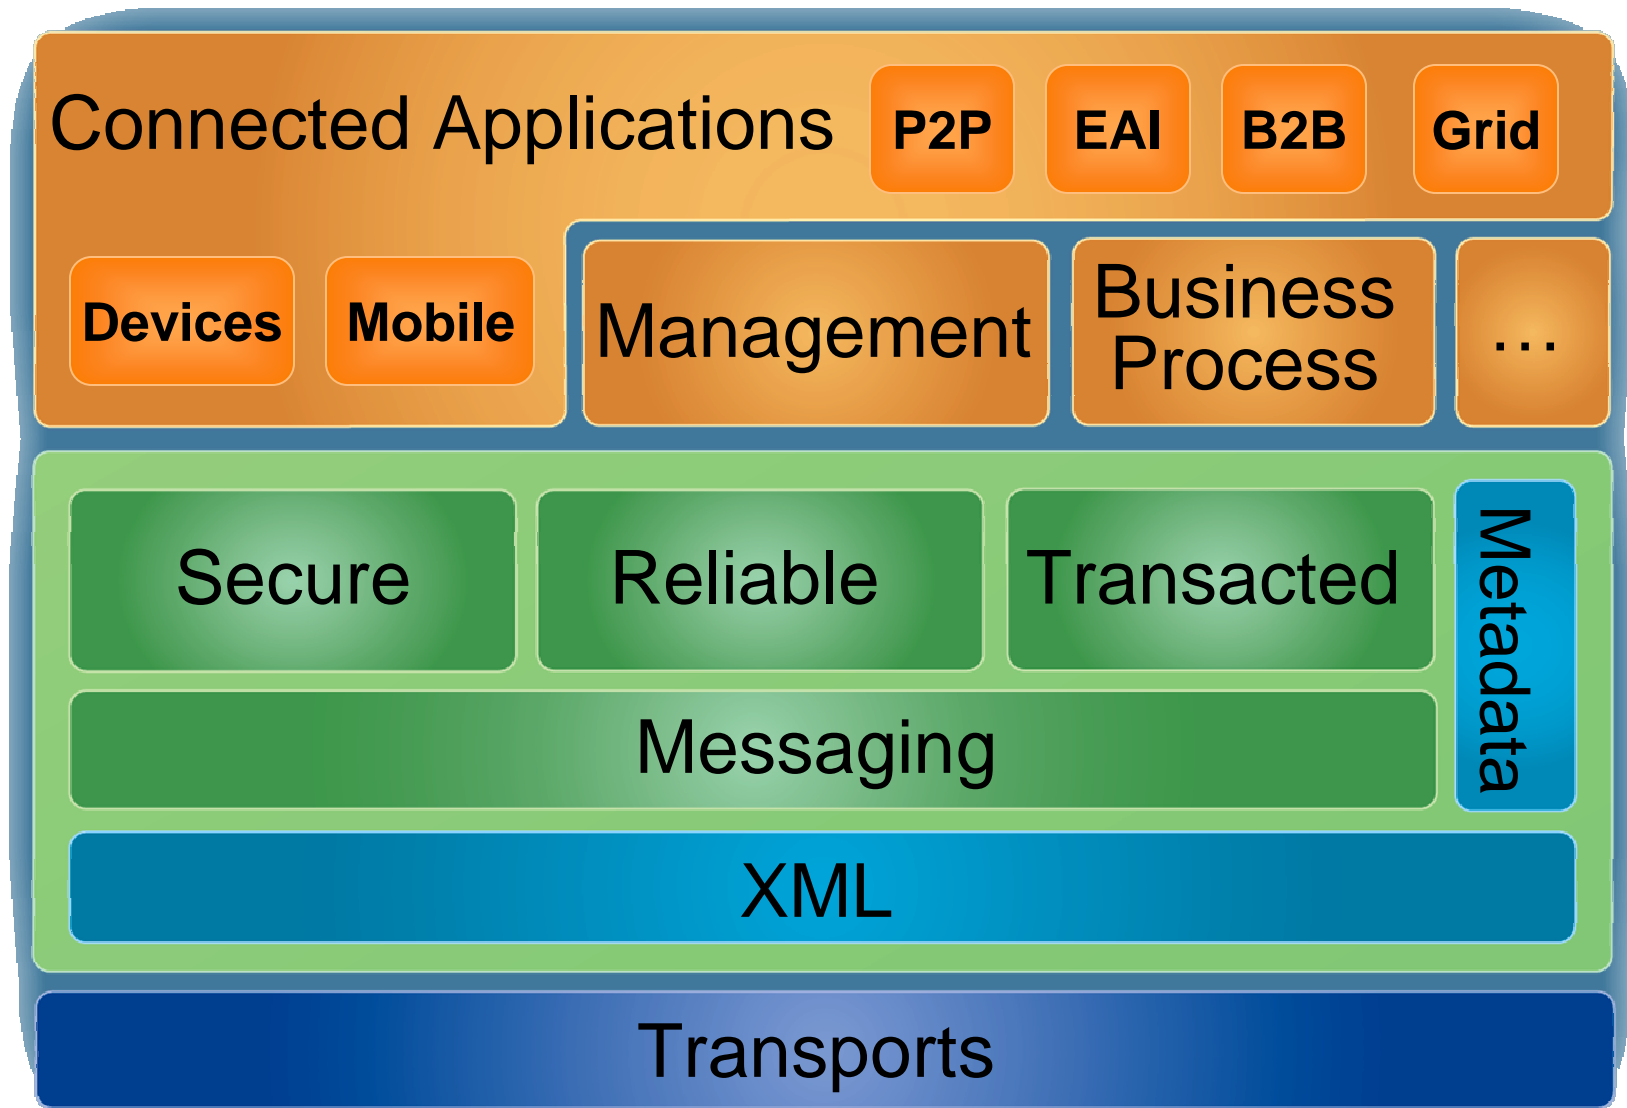 Connected Applications P2P EAI B2B Grid
Devices Mobile Management Business
Process
...
Secure Reliable Transacted
Metadata
Messaging
XML
Transports